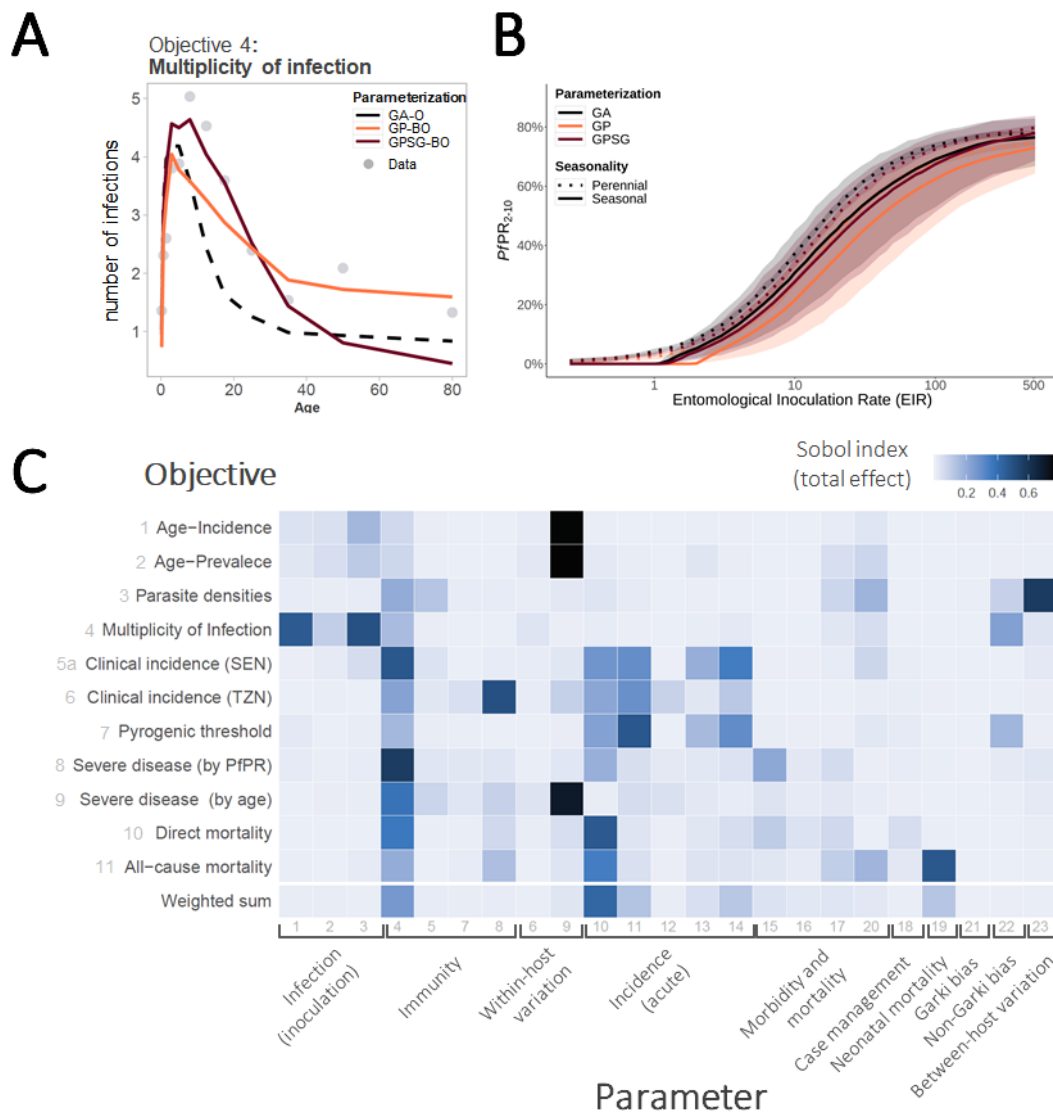 A
Objective 4:
Multiplicity of infection
number of infections
5
4
3
2
1
Parameterization
GA-O
GP-BO
GPSG-BO
Data
0
20
40
60
80
Age
B
Parameterization
GA
GP
GPSG
Seasonality
Perennial
Seasonal
PfPR2-10
80%
60%
40%
20%
0%
1
10
100
500
Entomological Inoculation Rate (EIR)
C
Objective
Sobol index
(total effect)
0.2 0.4 0.6
1 Age-Incidence
2 Age-Prevalece
3 Parasite densities
4 Multiplicity of Infection
5a Clinical incidence (SEN)
6 Clinical incidence (TZN)
7 Pyrogenic threshold
8 Severe disease (by PfPR)
9 Severe disease (by age)
10 Direct mortality
11 All-cause mortality
Weighted sum
1 2 3 4 5 7 8 6 9 10 11 12 13 14 15 16 17 20 18 19 21 22 23
Infection
(inoculation)
Immunity
Within-host
variation
Incidence
(acute)
Morbidity and
mortality
Case management
Neonatal mortality
Garki bias
Non-Garki bias
Between-host variation
Parameter